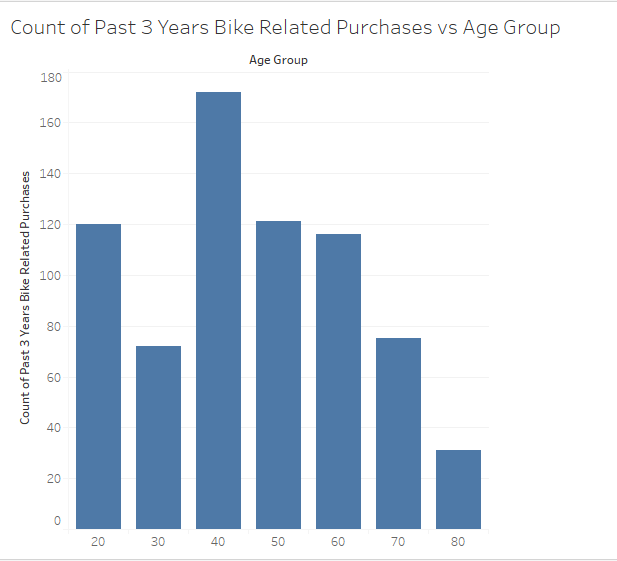 Count of Past 3 Years Bike Related Purchases vs Age Group
Age Group
Count of Past 3 Years Bike Related Purchases
180
160
140
120
100
80
60
40
20
0
20 30 40 50 60 70 80